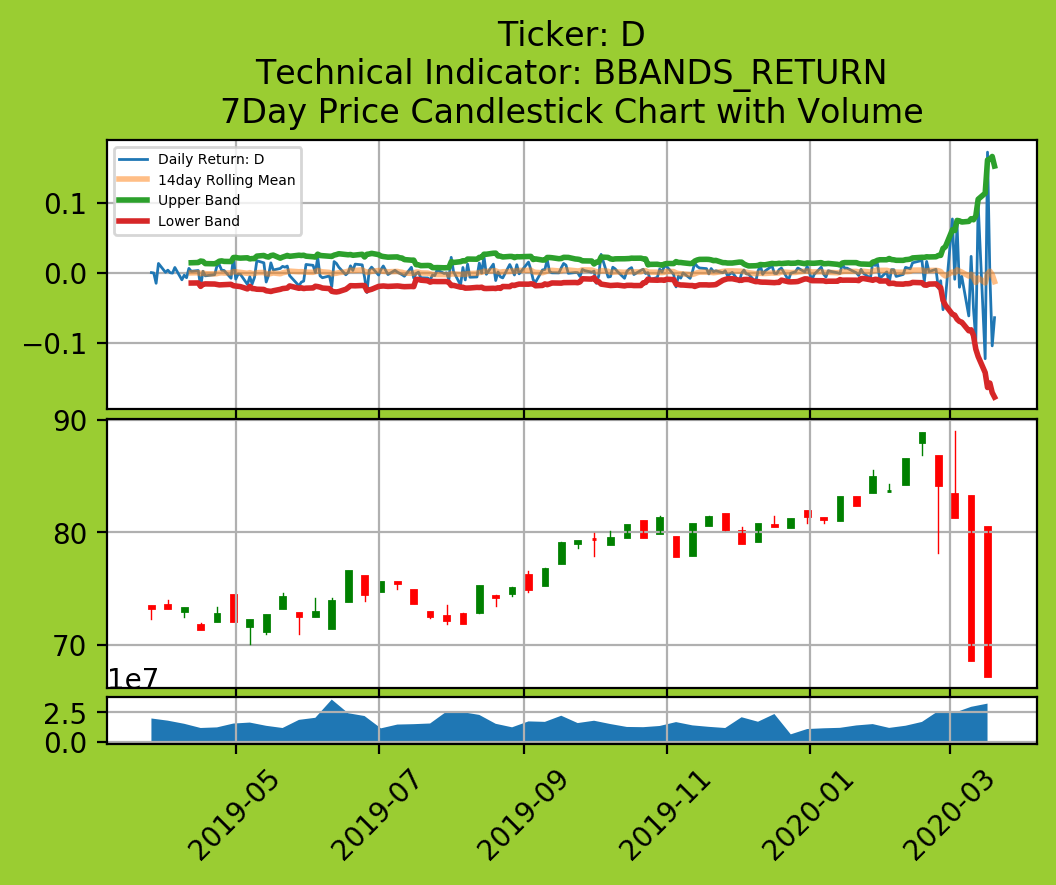 Ticker: D
Technical Indicator: BBANDS_RETURN
7Day Price Candlestick Chart with Volume
Daily Return: D
14day Rolling Mean
Upper Band
Lower Band
0.1
0.0
−0.1
90
80
70
1e7
2.5
0.0
2019-05
2019-07
2019-09
2019-11
2020-01
2020-03